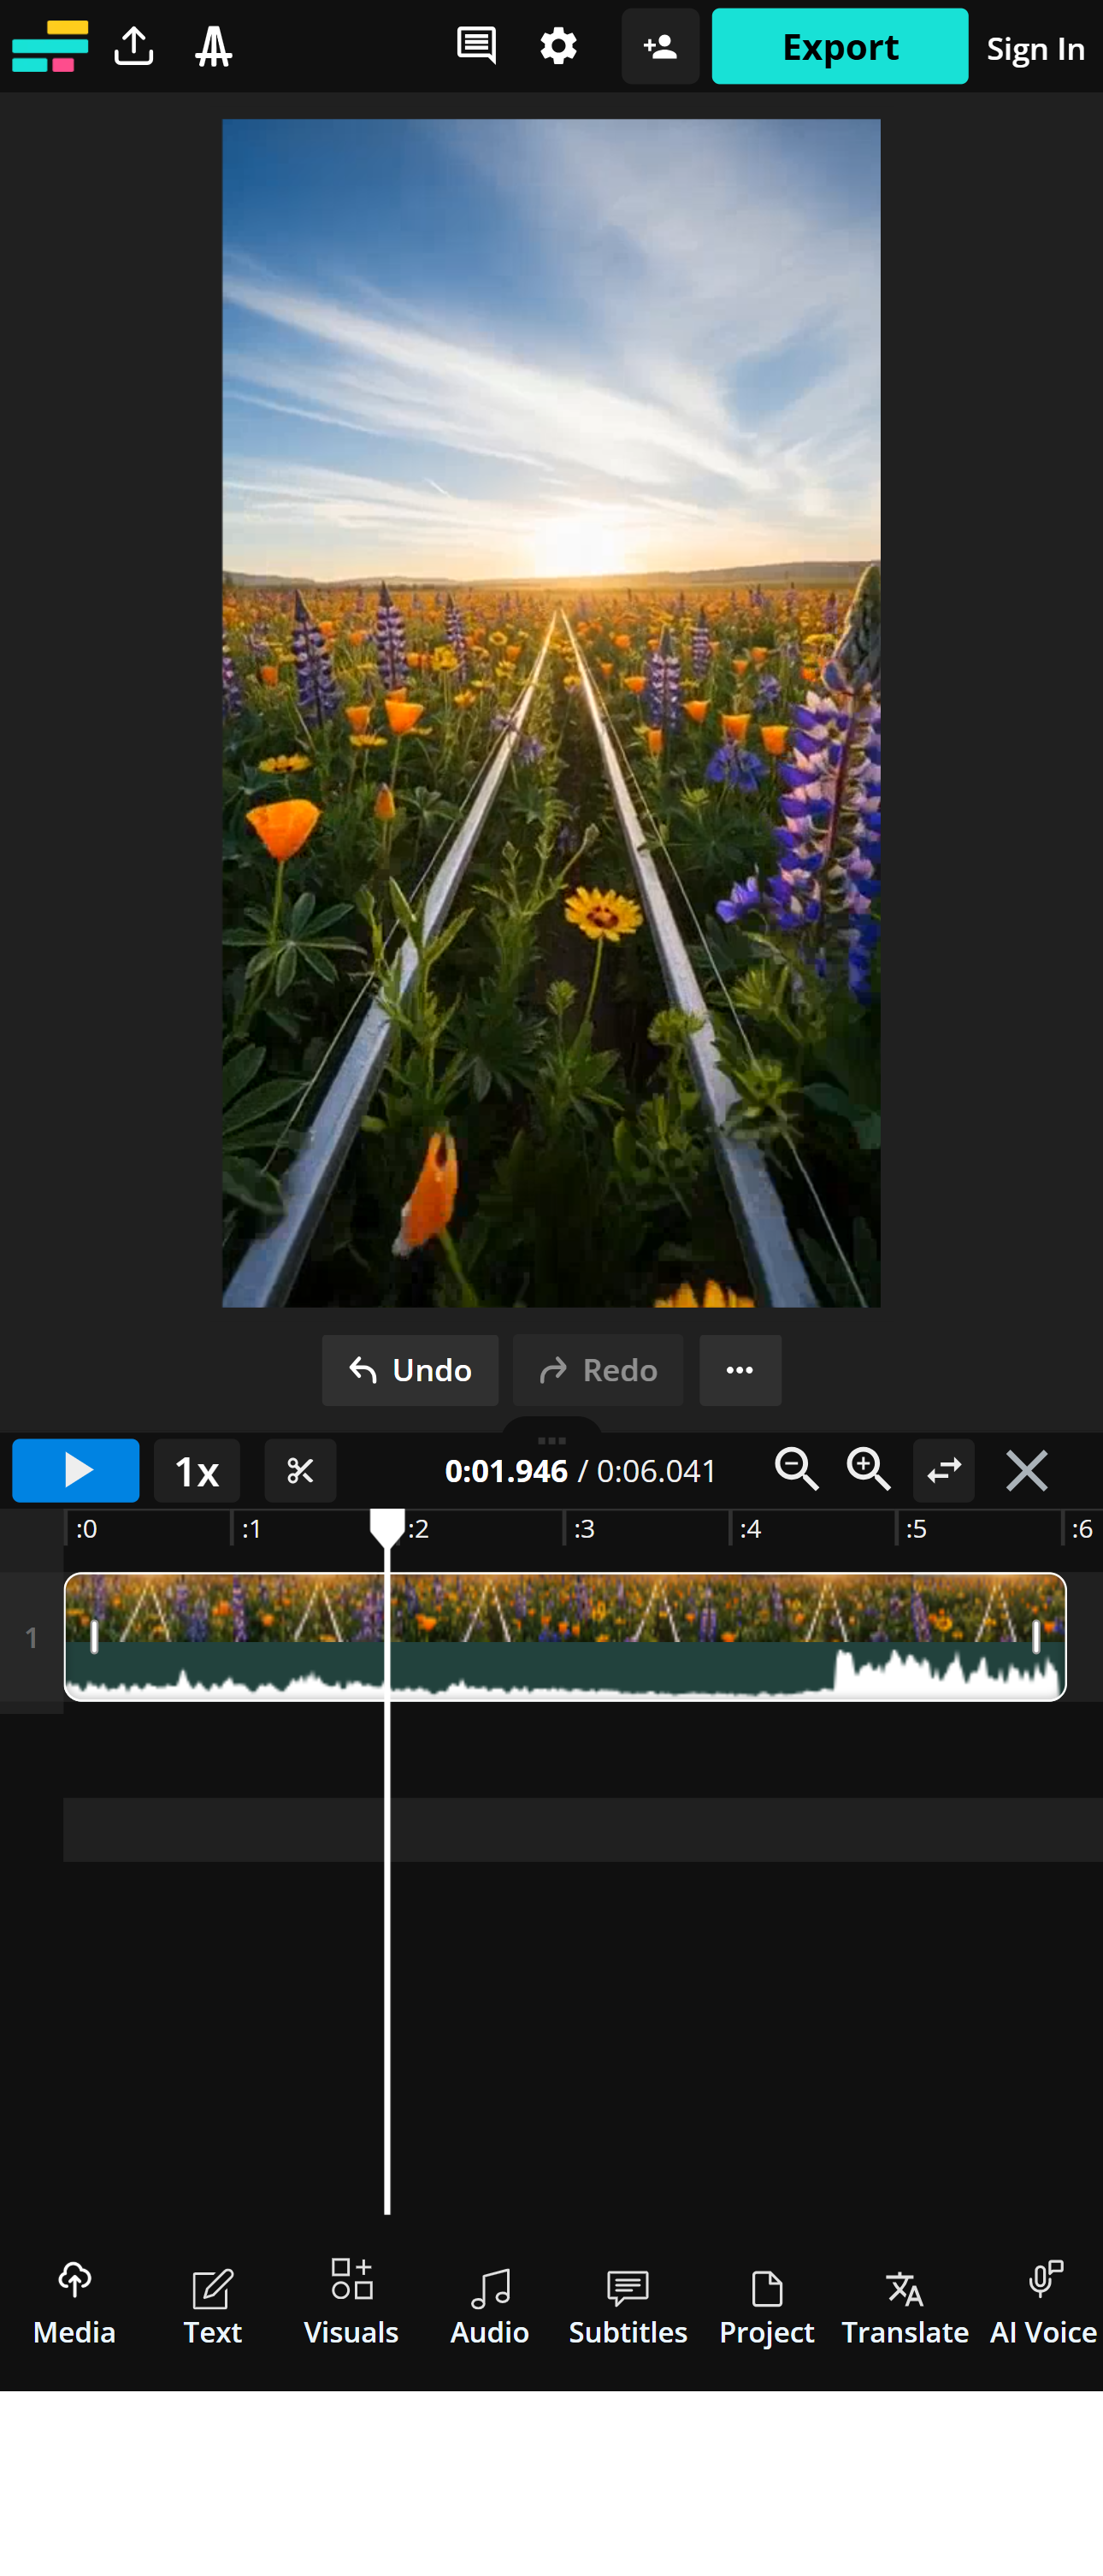 Export
Sign In
Undo
Redo
1x
0:01.946 / 0:06.041
:0 :1 :2 :3 :4 :5 :6
1
Media
Text
Visuals
Audio
Subtitles
Project
Translate
AI Voice